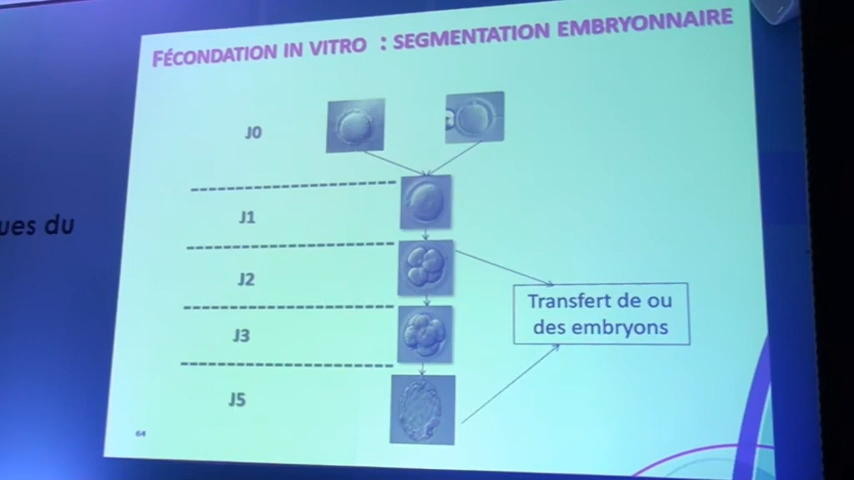 FÉCONDATION IN VITRO : SEGMENTATION EMBRYONNAIRE
J0
J1
ues du
J2
Transfert de ou
des embryons
J3
J5
64